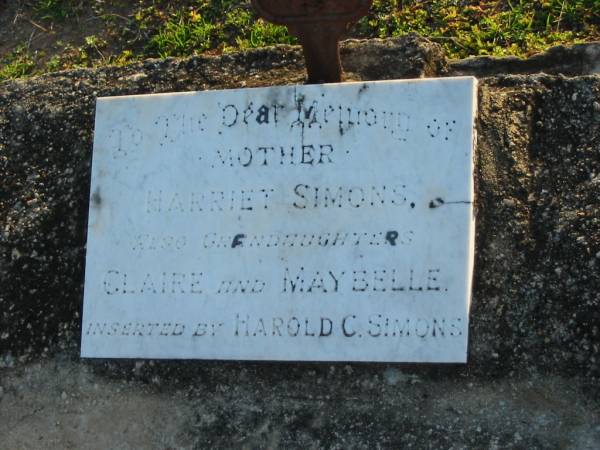 To The Dear Memory of
MOTHER
HARRIET SIMONS.
ALSO GRANDDAUGHTERS
CLAIRE AND MAYBELLE.
INSERTED BY HAROLD C. SIMONS